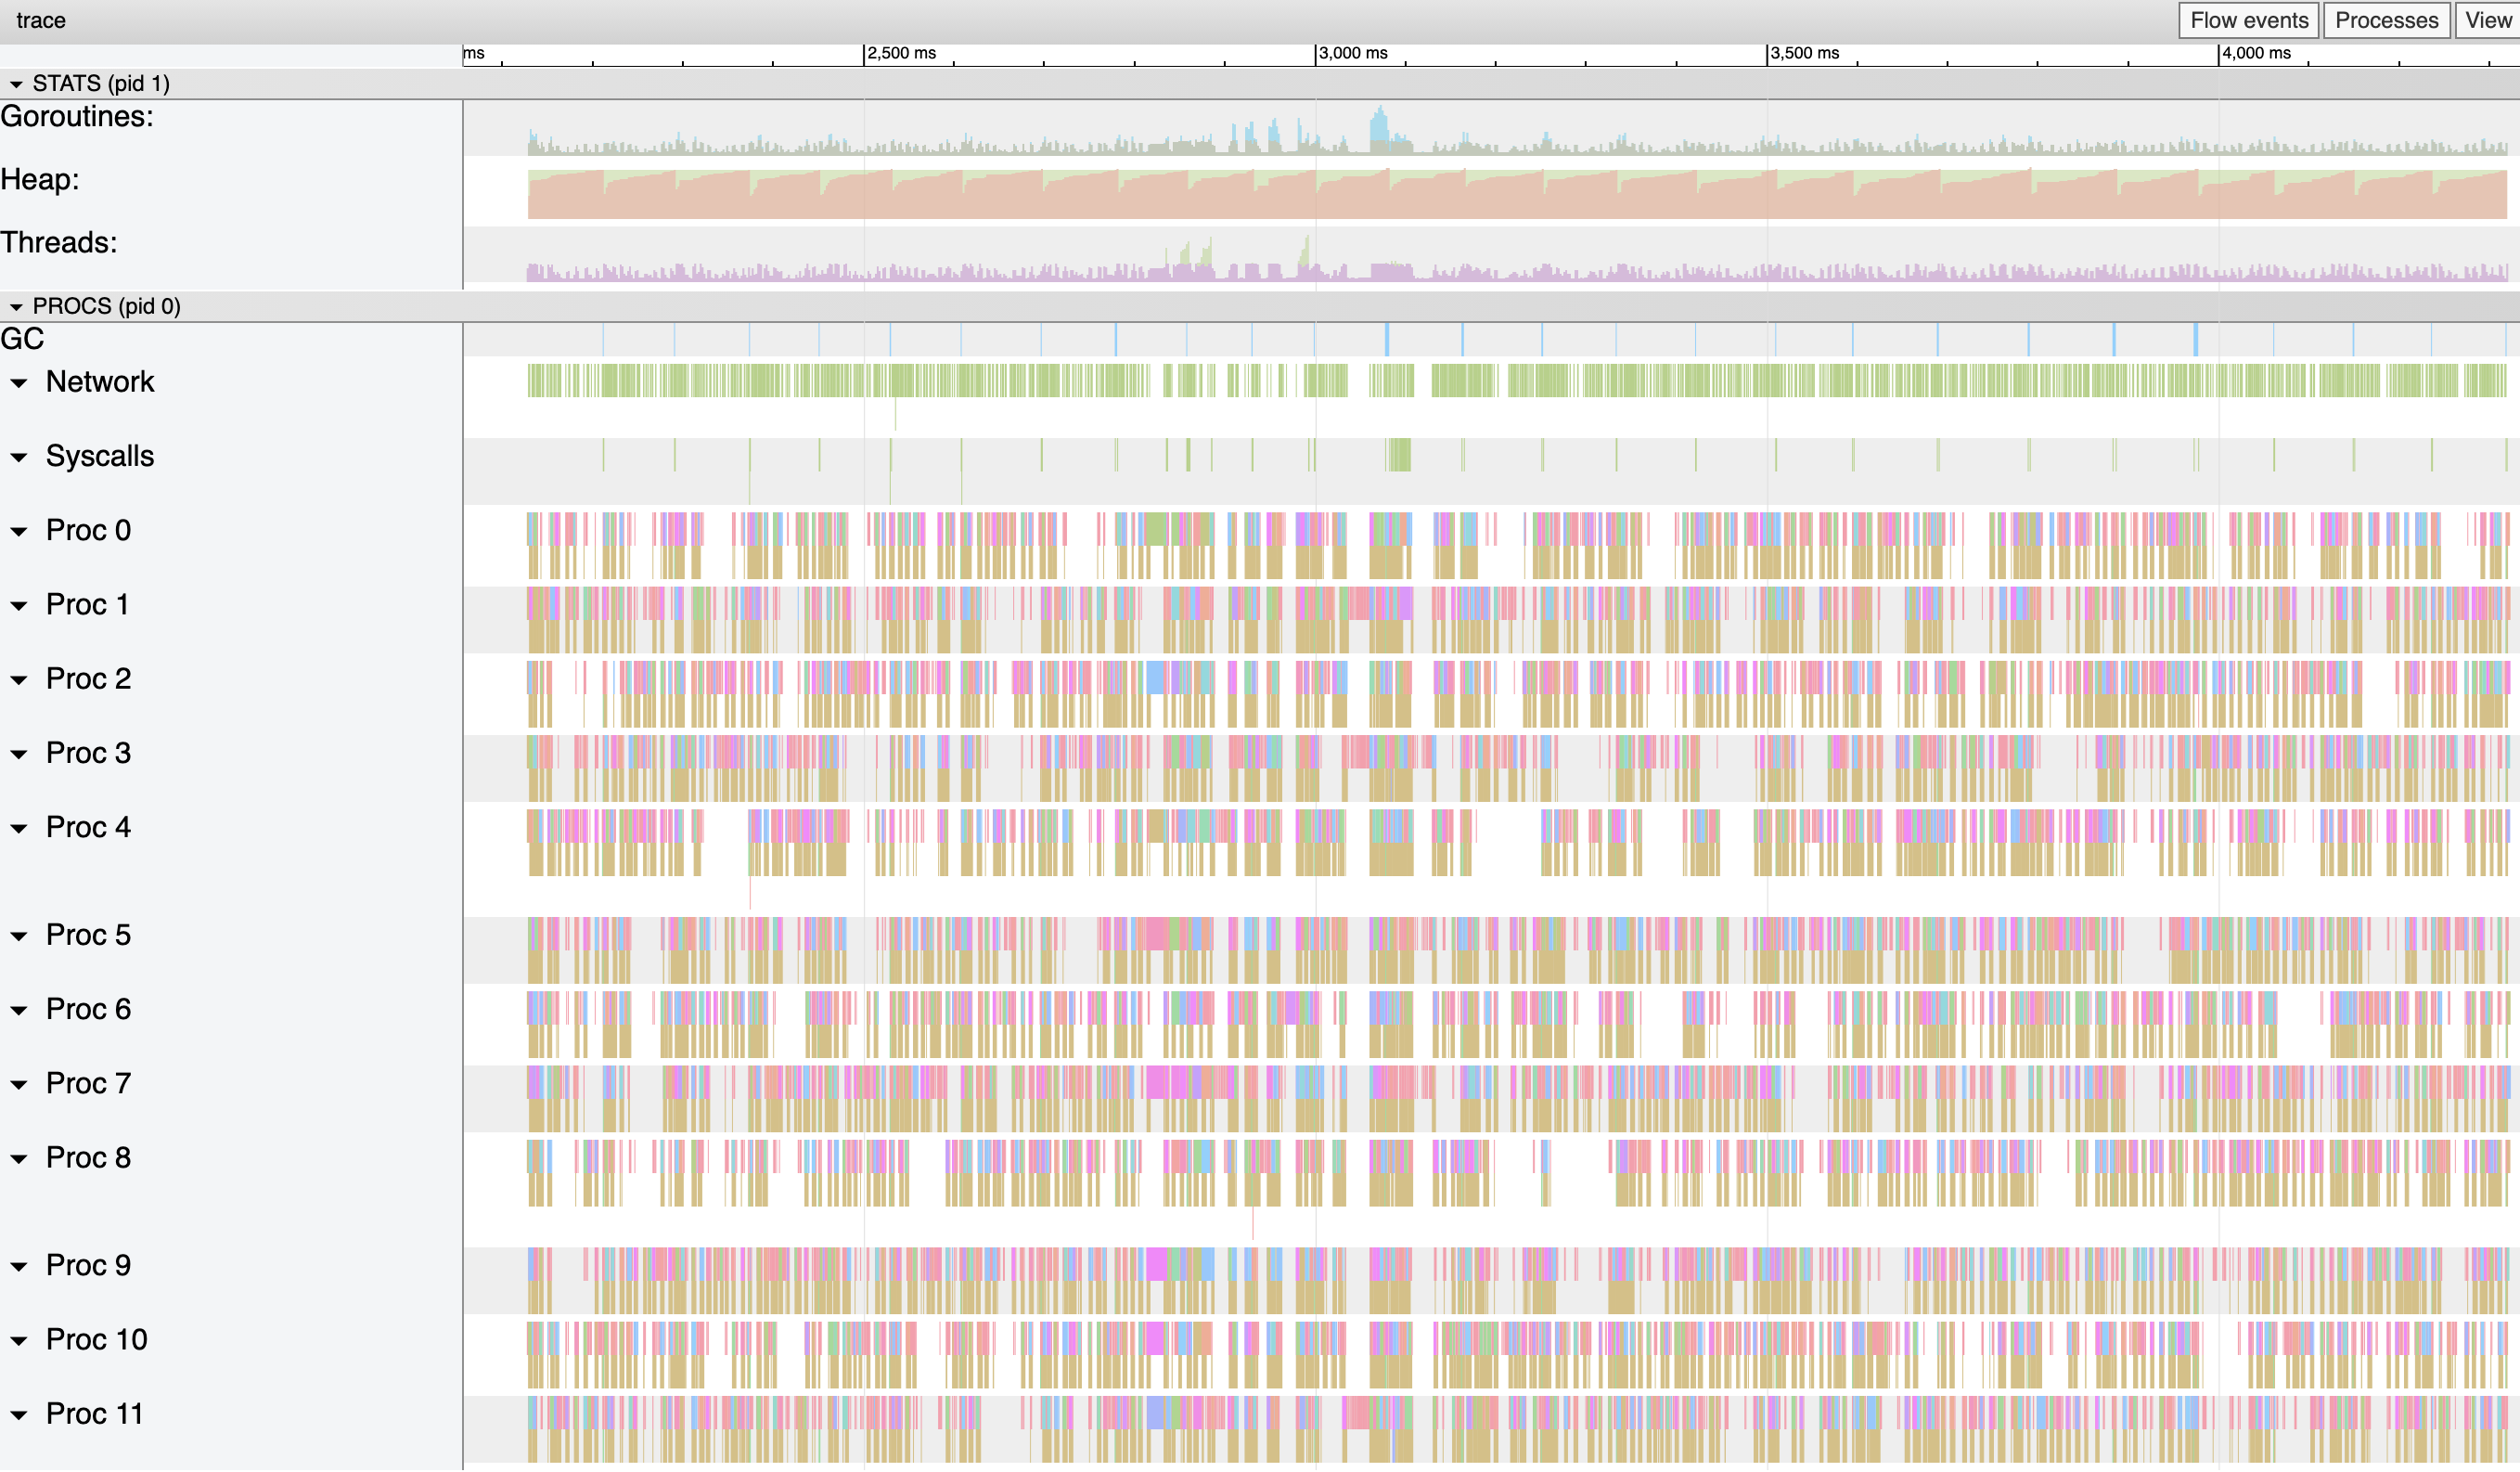 trace
Flow events Processes View
ms 2,500 ms 3,000 ms 3,500 ms 4,000 ms
STATS (pid 1)
Goroutines:
Heap:
Threads:
PROCS (pid 0)
GC
Network
Syscalls
Proc 0
Proc 1
Proc 2
Proc 3
Proc 4
Proc 5
Proc 6
Proc 7
Proc 8
Proc 9
Proc 10
Proc 11